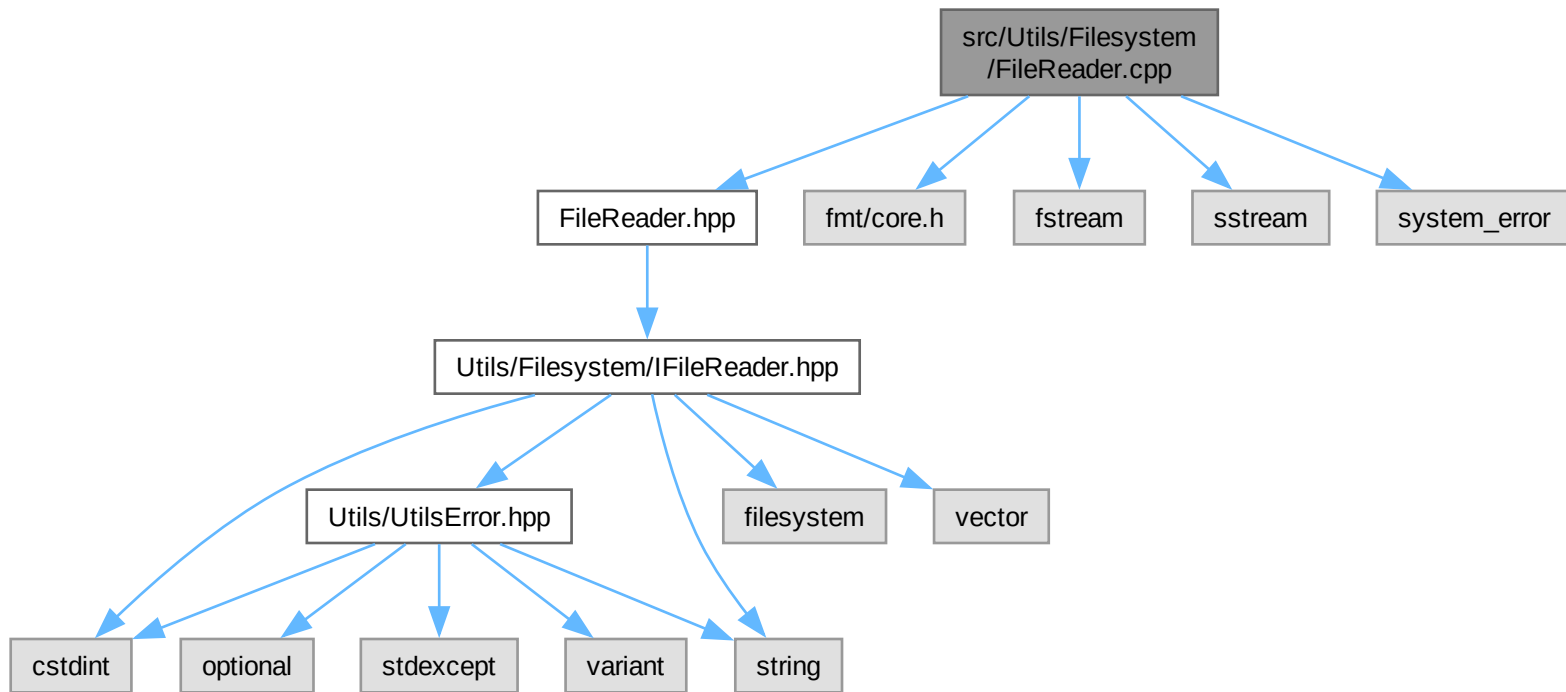 src/Utils/Filesystem
/FileReader.cpp
FileReader.hpp
fmt/core.h
fstream
sstream
system_error
Utils/Filesystem/IFileReader.hpp
Utils/UtilsError.hpp
filesystem
vector
cstdint
optional
stdexcept
variant
string